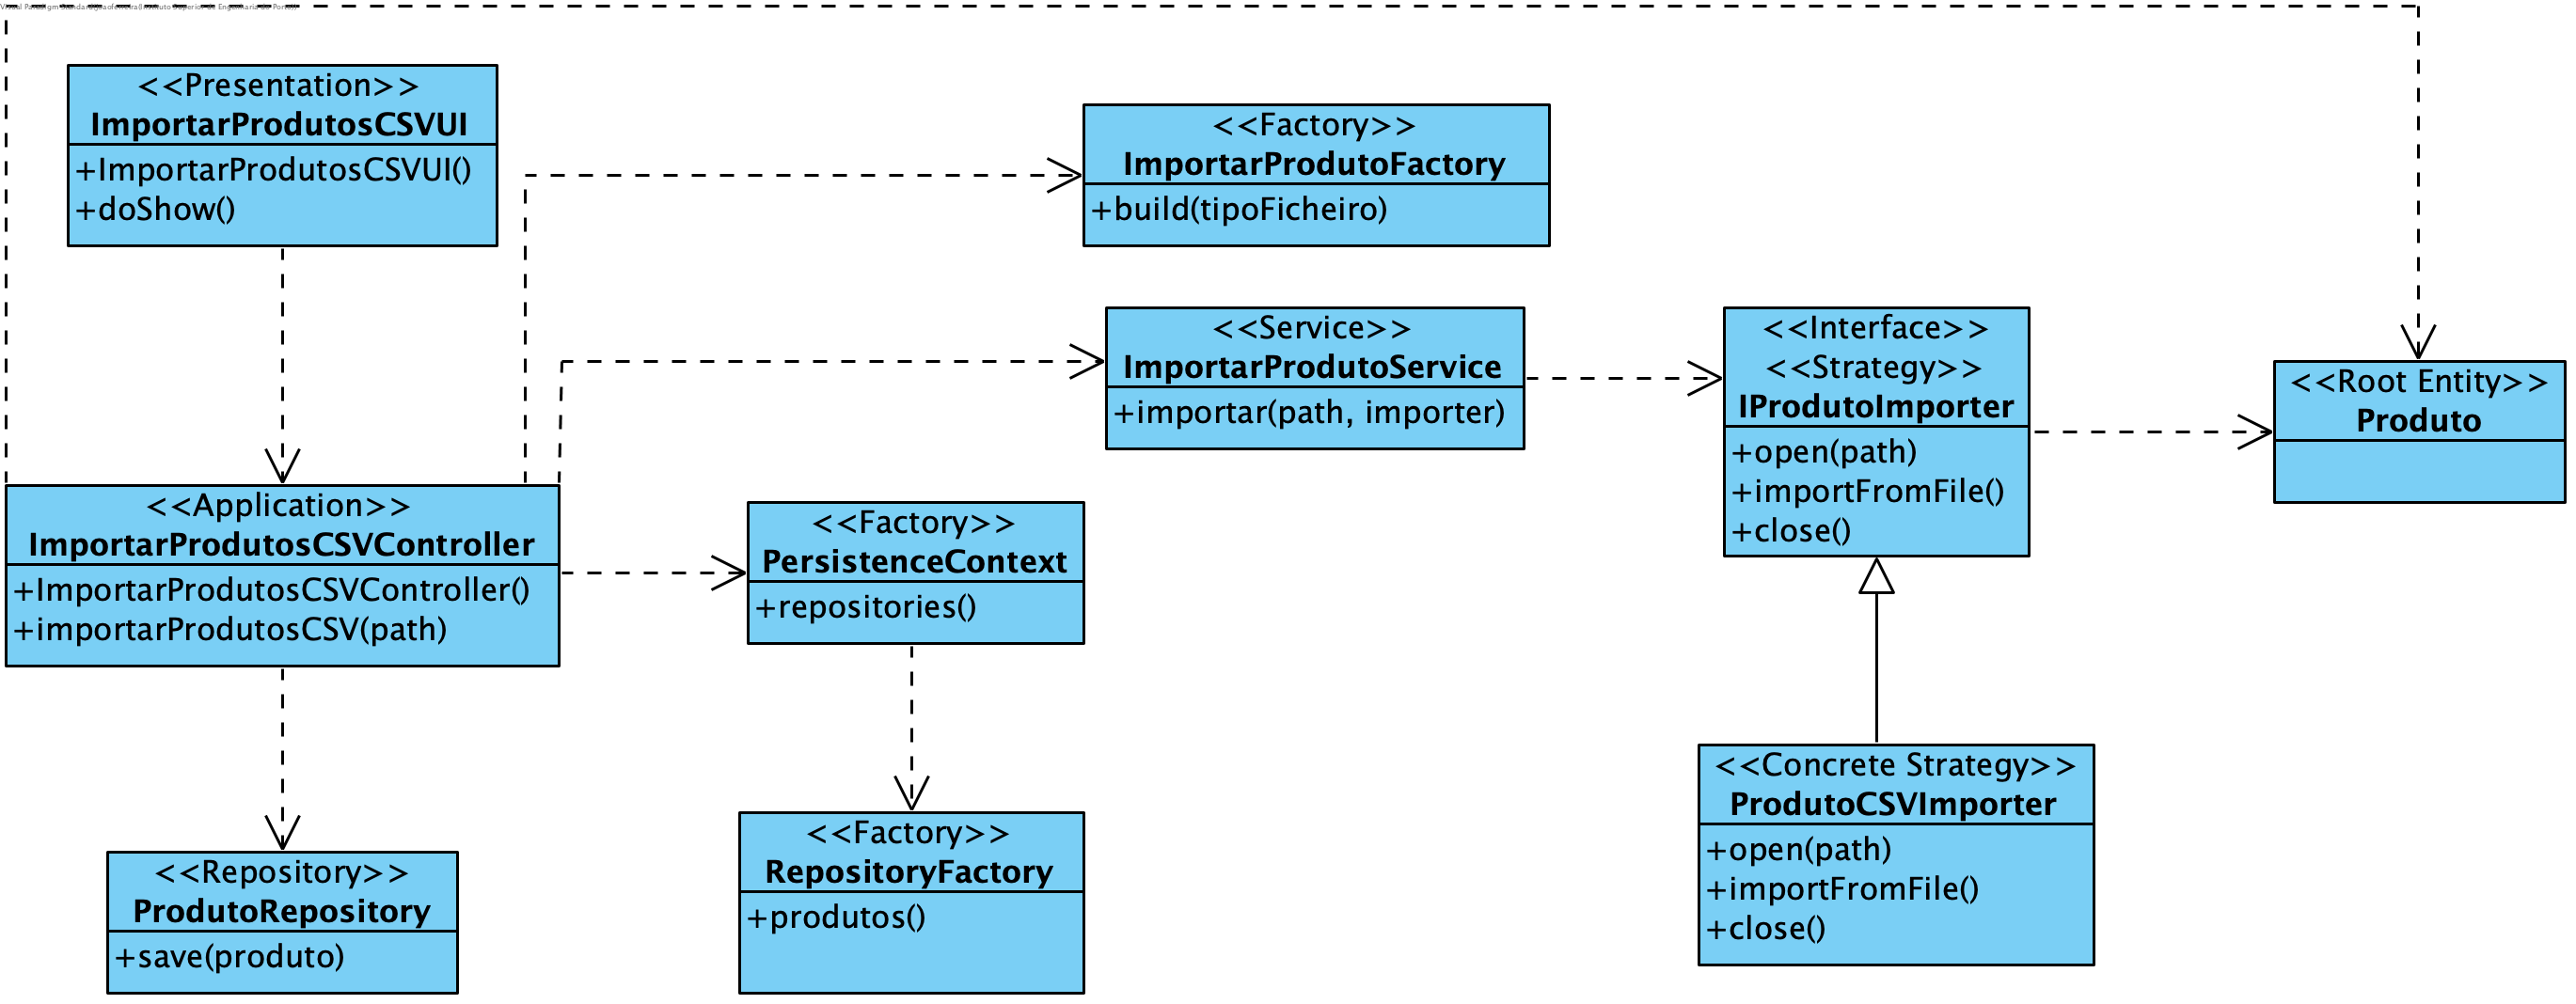 Visual Paradigm Standard(joaoferreira(Instituto Superior de Engenharia do Porto))
<<Presentation>>
ImportarProdutosCSVUI
+ImportarProdutosCSVUI()
+doShow()
<<Factory>>
ImportarProdutoFactory
+build(tipoFicheiro)
<<Service>>
ImportarProdutoService
+importar(path, importer)
<<Interface>>
<<Strategy>>
IProdutoImporter
+open(path)
+importFromFile()
+close()
<<Root Entity>>
Produto
<<Application>>
ImportarProdutosCSVController
+ImportarProdutosCSVController()
+importarProdutosCSV(path)
<<Factory>>
PersistenceContext
+repositories()
<<Concrete Strategy>>
ProdutoCSVImporter
+open(path)
+importFromFile()
+close()
<<Repository>>
ProdutoRepository
+save(produto)
<<Factory>>
RepositoryFactory
+produtos()